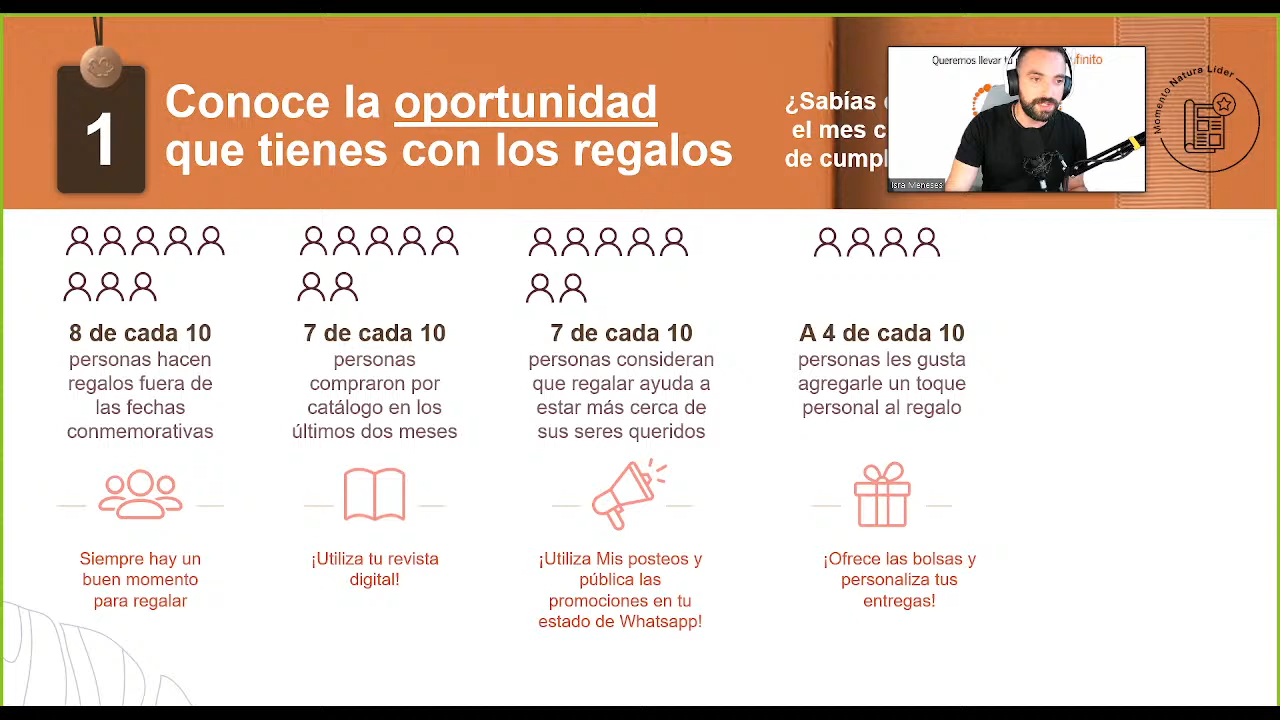 1
Conoce la oportunidad
que tienes con los regalos
¿Sabías
el mes
de
Queremos llevar
Isra Meneses
Momento Natura Líder
8 de cada 10
personas hacen
regalos fuera de
las fechas
conmemorativas
Siempre hay un
buen momento
para regalar
7 de cada 10
personas
compraron por
catálogo en los
últimos dos meses
¡Utiliza tu revista
digital!
7 de cada 10
personas consideran
que regalar ayuda a
estar más cerca de
sus seres queridos
¡Utiliza Mis posteos y
pública las
promociones en tu
estado de Whatsapp!
A 4 de cada 10
personas les gusta
agregarle un toque
personal al regalo
¡Ofrece las bolsas y
personaliza tus
entregas!